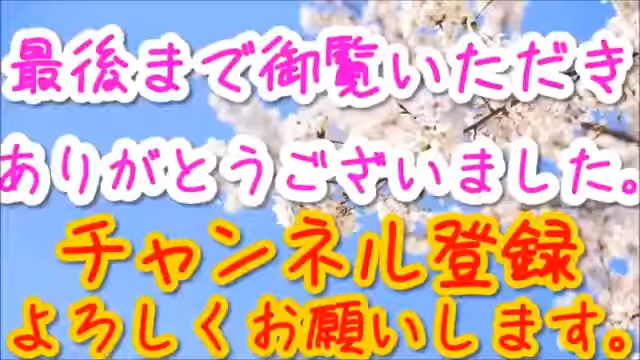 最後まで御覧いただき
ありがとうございました。
チャンネル登録
よろしくお願いします。